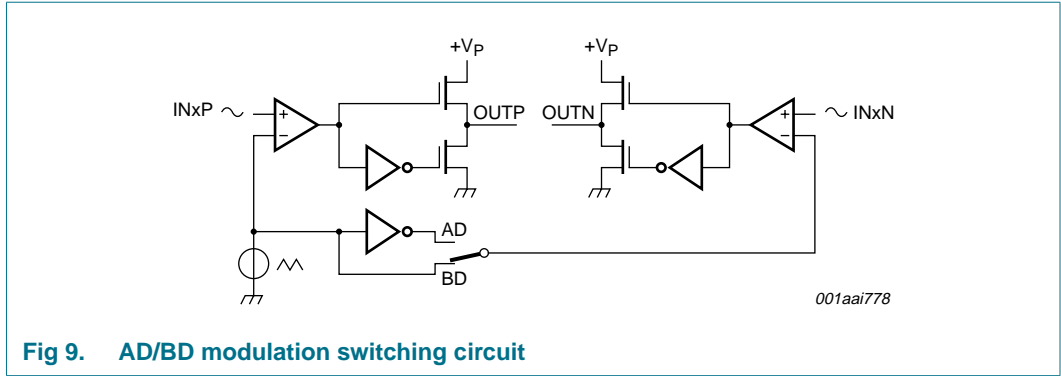 +VP
+VP
INxP
+
−
OUTP
OUTN
+
−
INxN
AD
BD
001aai778
Fig 9. AD/BD modulation switching circuit